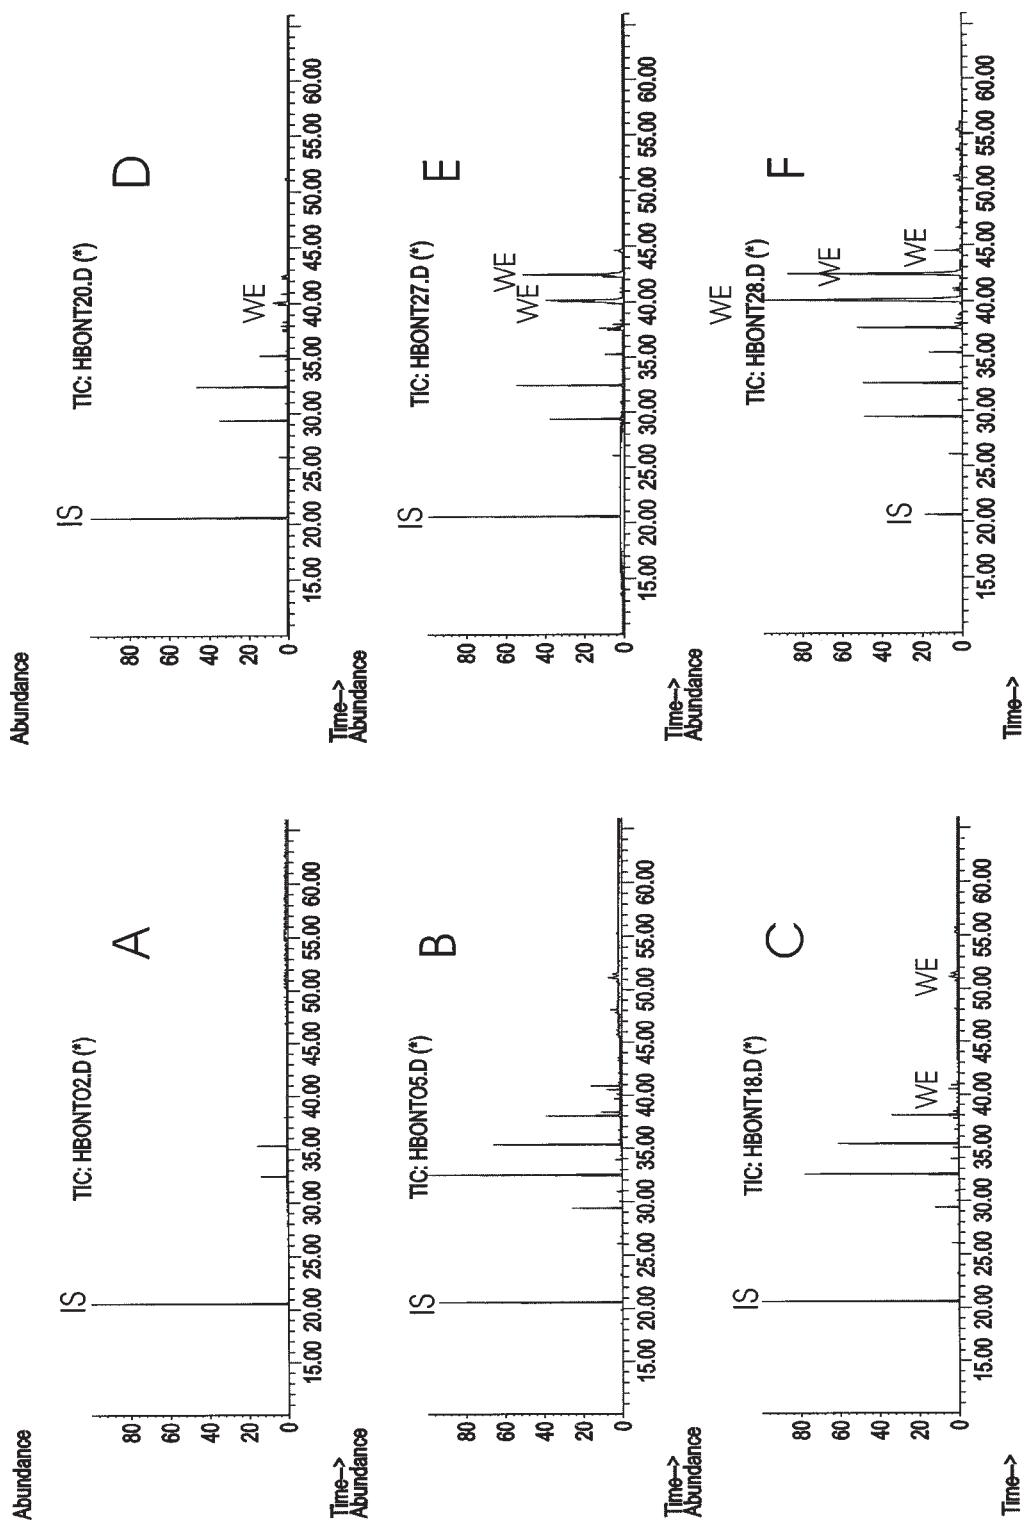 Abundance
TIC: HBONTO2.D (*)
A
IS
80
60
40
20
0
15.00 20.00 25.00 30.00 35.00 40.00 45.00 50.00 55.00 60.00
Time-->
Abundance
TIC: HBONTO5.D (*)
B
IS
80
60
40
20
0
15.00 20.00 25.00 30.00 35.00 40.00 45.00 50.00 55.00 60.00
Time-->
Abundance
TIC: HBONT18.D (*)
C
IS
WE
WE
80
60
40
20
0
15.00 20.00 25.00 30.00 35.00 40.00 45.00 50.00 55.00 60.00
Time-->
Abundance
TIC: HBONT20.D (*)
D
IS
WE
80
60
40
20
0
15.00 20.00 25.00 30.00 35.00 40.00 45.00 50.00 55.00 60.00
Time-->
Abundance
TIC: HBONT27.D (*)
E
IS
WE
WE
80
60
40
20
0
15.00 20.00 25.00 30.00 35.00 40.00 45.00 50.00 55.00 60.00
Time-->
Abundance
TIC: HBONT28.D (*)
F
IS
WE
WE
WE
80
60
40
20
0
15.00 20.00 25.00 30.00 35.00 40.00 45.00 50.00 55.00 60.00
Time-->